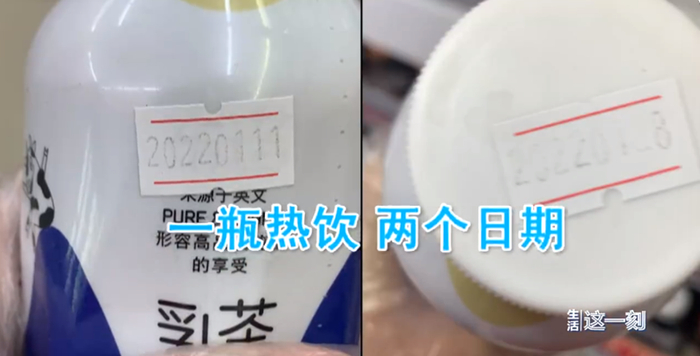 20220111
来源于英文
PURE
形容高
的享受
乳茶
一瓶热饮 两个日期
生活 这一刻